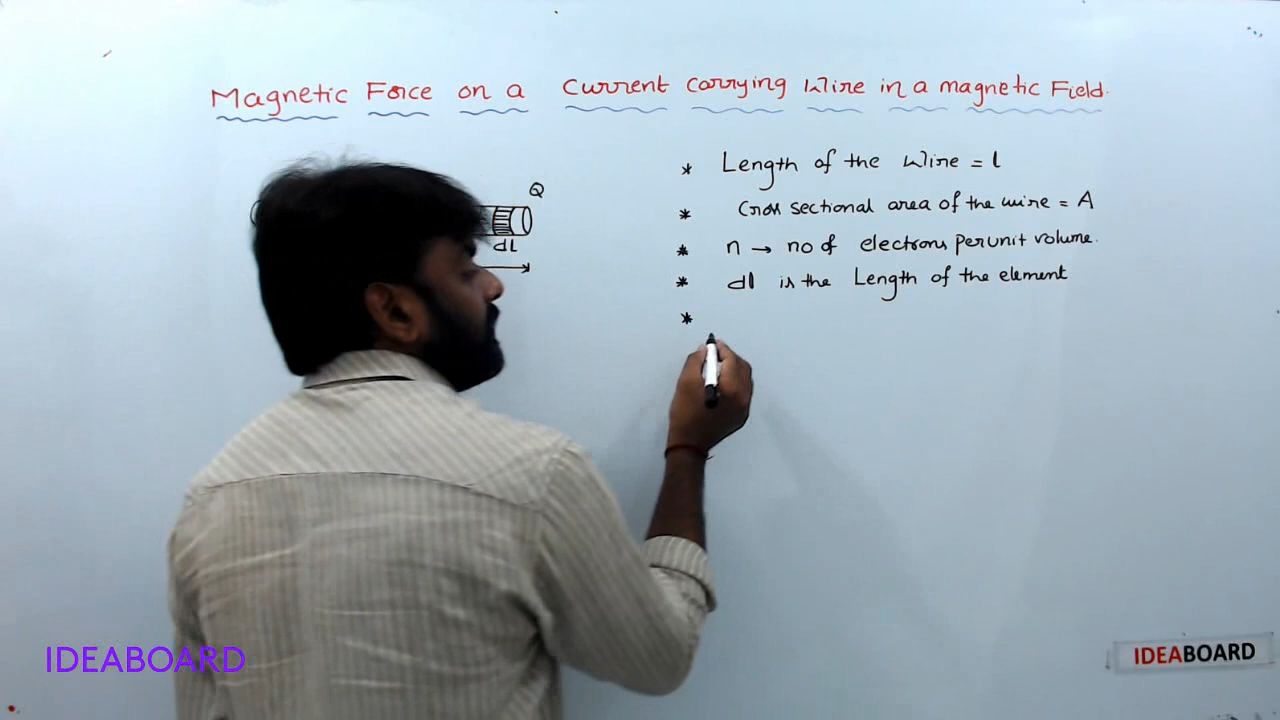 Magnetic Force on a Current Carrying Wire in a magnetic Field.
Q
dl
* Length of the Wire = l
* Cross sectional area of the wire = A
* n → no of electrons per unit volume.
* dl is the Length of the element
*
IDEABOARD
IDEABOARD